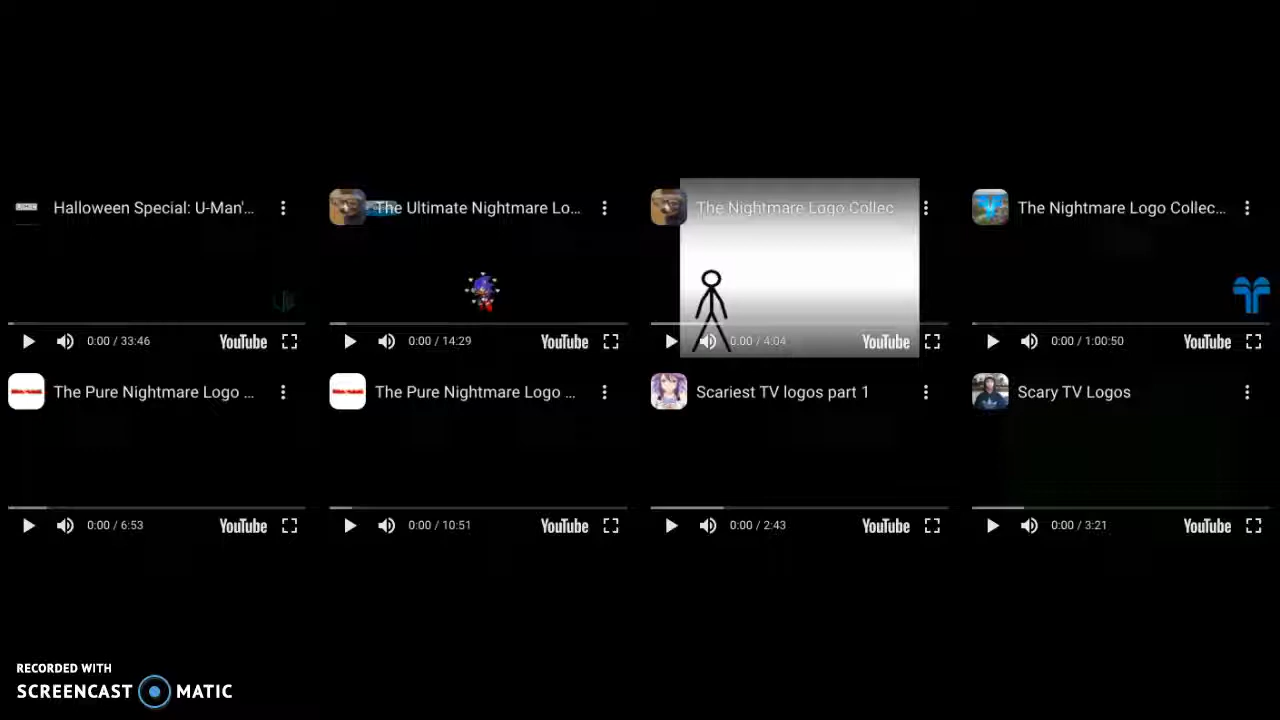 Halloween Special: U-Man'...
The Ultimate Nightmare Lo...
The Nightmare Logo Collec
The Nightmare Logo Collec...
0:00 / 33:46 YouTube
0:00 / 14:29 YouTube
0:00 / 4:04 YouTube
0:00 / 1:00:50 YouTube
The Pure Nightmare Logo ...
The Pure Nightmare Logo ...
Scariest TV logos part 1
Scary TV Logos
0:00 / 6:53 YouTube
0:00 / 10:51 YouTube
0:00 / 2:43 YouTube
0:00 / 3:21 YouTube
RECORDED WITH
SCREENCAST MATIC